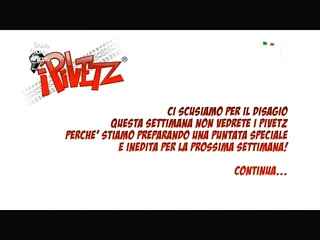 iPIVETZ®
CI SCUSIAMO PER IL DISAGIO
QUESTA SETTIMANA NON VEDRETE I PIVETZ
PERCHE' STIAMO PREPARANDO UNA PUNTATA SPECIALE
E INEDITA PER LA PROSSIMA SETTIMANA!
CONTINUA...